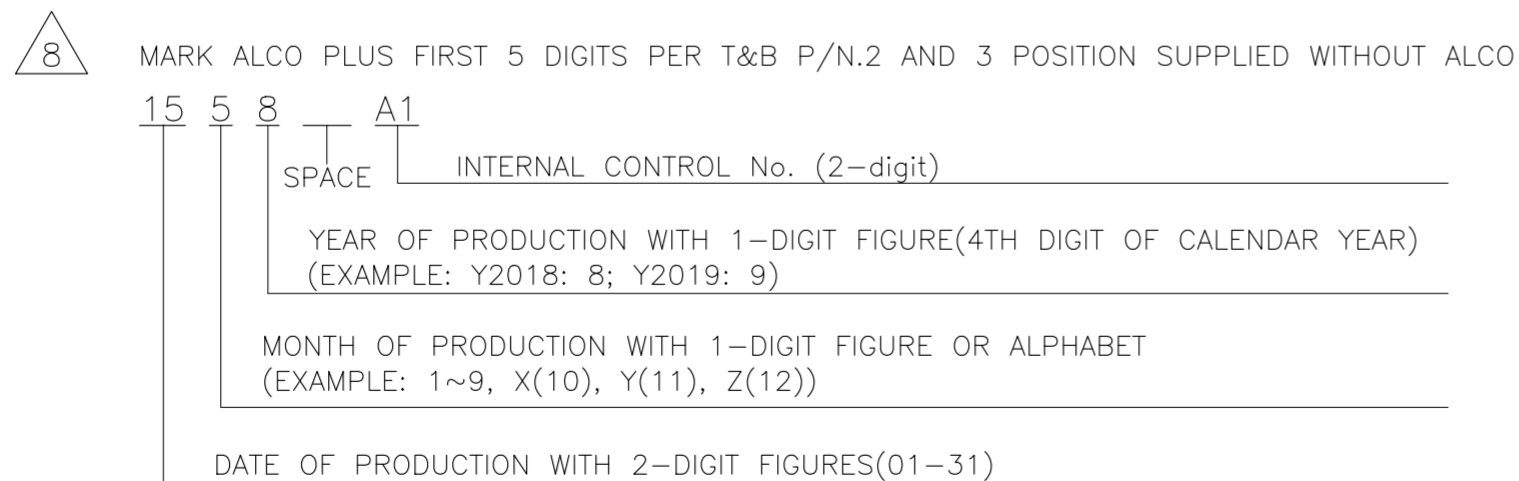 8
MARK ALCO PLUS FIRST 5 DIGITS PER T&B P/N.2 AND 3 POSITION SUPPLIED WITHOUT ALCO
15 5 8 A1
SPACE
INTERNAL CONTROL No. (2-digit)
YEAR OF PRODUCTION WITH 1-DIGIT FIGURE(4TH DIGIT OF CALENDAR YEAR)
(EXAMPLE: Y2018: 8; Y2019: 9)
MONTH OF PRODUCTION WITH 1-DIGIT FIGURE OR ALPHABET
(EXAMPLE: 1~9, X(10), Y(11), Z(12))
DATE OF PRODUCTION WITH 2-DIGIT FIGURES(01-31)